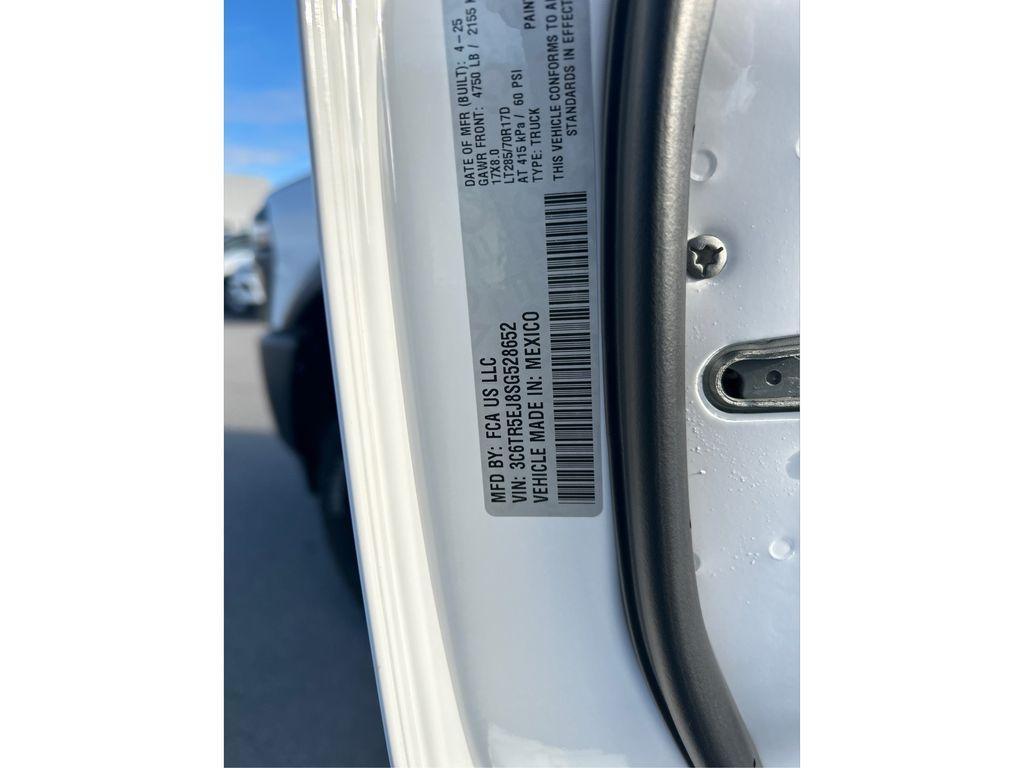 MFD BY: FCA US LLC
VIN: 3C6TR5EJ8SG528652
VEHICLE MADE IN: MEXICO
DATE OF MFR (BUILT): 4-25
GAWR FRONT: 4750 LB / 2155
17X8.0
LT285/70R17D
AT 415 kPa / 60 PSI
TYPE: TRUCK
THIS VEHICLE CONFORMS TO
STANDARDS IN EFFECT